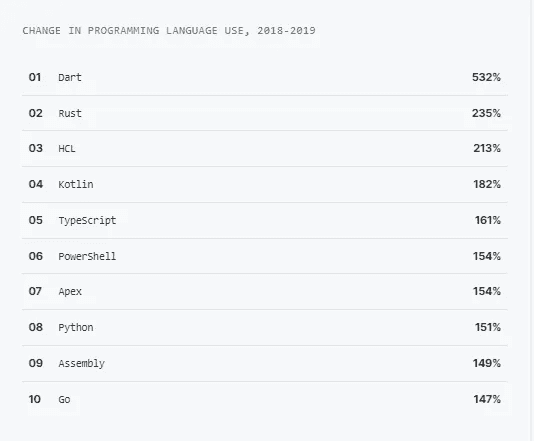 CHANGE IN PROGRAMMING LANGUAGE USE, 2018-2019
01 Dart 532%
02 Rust 235%
03 HCL 213%
04 Kotlin 182%
05 TypeScript 161%
06 PowerShell 154%
07 Apex 154%
08 Python 151%
09 Assembly 149%
10 Go 147%